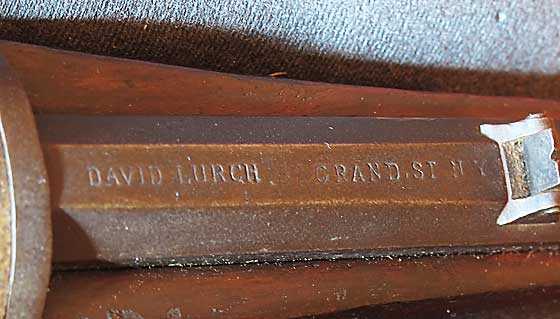 DAVID LURCH GRAND.ST N.Y.